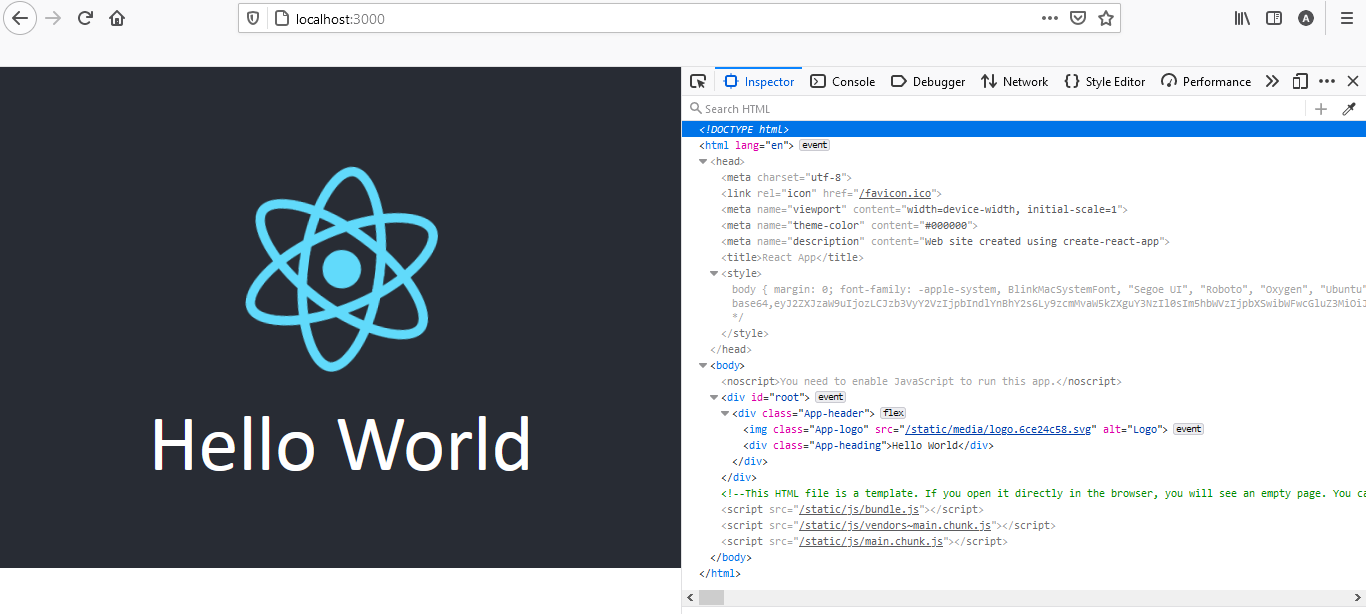 localhost:3000
A
Hello World
Inspector Console Debugger Network Style Editor Performance
Search HTML
<!DOCTYPE html>
<html lang="en"> event
<head>
<meta charset="utf-8">
<link rel="icon" href="/favicon.ico">
<meta name="viewport" content="width=device-width, initial-scale=1">
<meta name="theme-color" content="#000000">
<meta name="description" content="Web site created using create-react-app">
<title>React App</title>
<style>
body { margin: 0; font-family: -apple-system, BlinkMacSystemFont, "Segoe UI", "Roboto", "Oxygen", "Ubuntu"
*/
</style>
</head>
<body>
<noscript>You need to enable JavaScript to run this app.</noscript>
<div id="root"> event
<div class="App-header"> flex
<img class="App-logo" src="/static/media/logo.6ce24c58.svg" alt="Logo"> event
<div class="App-heading">Hello World</div>
</div>
</div>
<!--This HTML file is a template. If you open it directly in the browser, you will see an empty page. You ca
<script src="/static/js/bundle.js"></script>
<script src="/static/js/vendors~main.chunk.js"></script>
<script src="/static/js/main.chunk.js"></script>
</body>
</html>